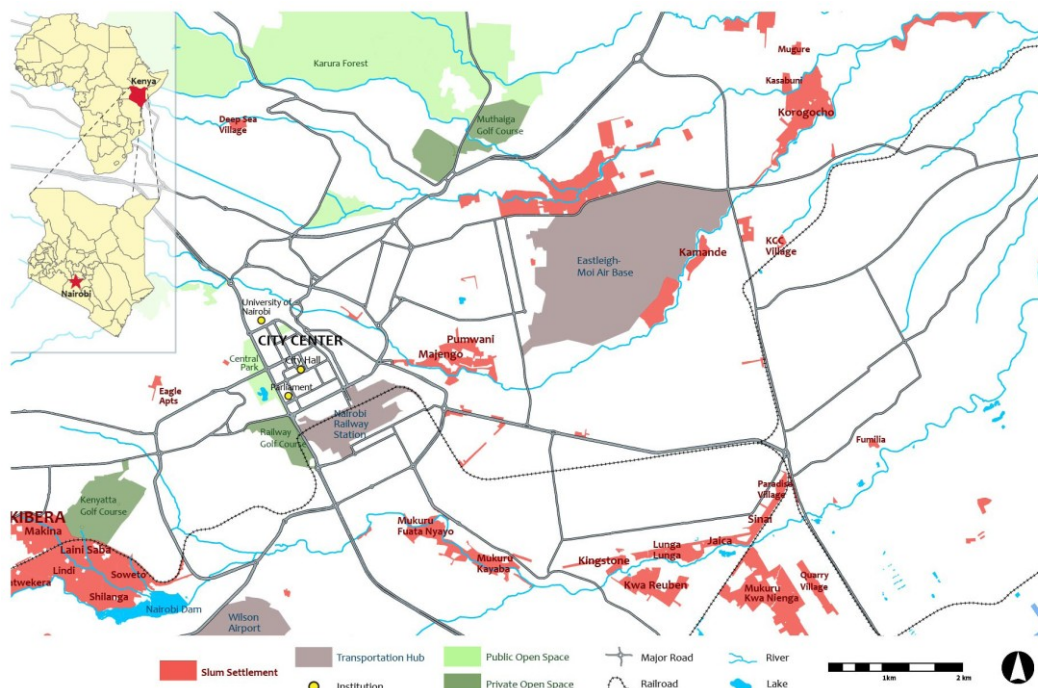 Kenya
Nairobi
Karura Forest
Deep Sea
Village
Muthaiga
Golf Course
Mugure
Kasabuni
Korogocho
Eastleigh-
Moi Air Base
Kamande
KCC
Village
University of
Nairobi
CITY CENTER
City Hall
Central
Park
Parliament
Pumwani
Majengo
Eagle
Apts
Nairobi
Railway
Station
Railway
Golf Course
Kenyatta
Golf Course
KIBERA
Makina
Laini Saba
Lindi
Soweto
Shilanga
Nairobi Dam
Wilson
Airport
Mukuru
Fuata Nyayo
Mukuru
Kayaba
Fumilia
Paradise
Village
Sinai
Jaica
Lunga
Lunga
Kingstone
Kwa Reuben
Mukuru
Kwa Njenga
Quarry
Village
Slum Settlement
Transportation Hub
Institution
Public Open Space
Private Open Space
Major Road
Railroad
River
Lake
1km
2 km